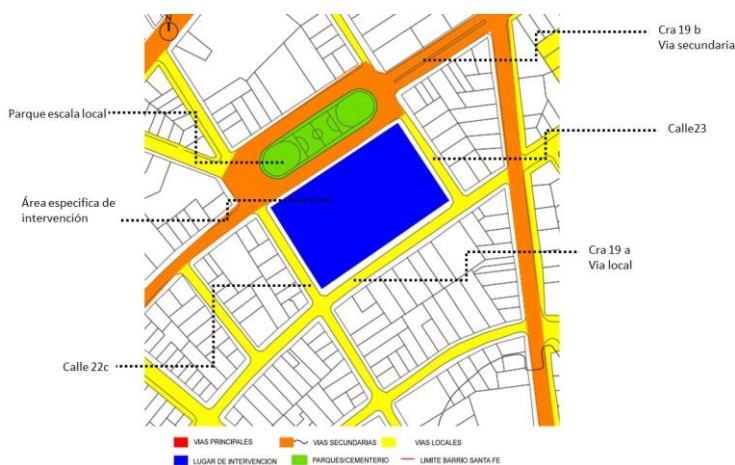 N
Cra 19 b
Via secundaria
Parque escala local
Calle23
Área especifica de
intervención
Cra 19 a
Via local
Calle 22c
VIAS PRINCIPALES
VIAS SECUNDARIAS
VIAS LOCALES
LUGAR DE INTERVENCION
PARQUES/CEMENTERIO
LIMITE BARRIO SANTA FE